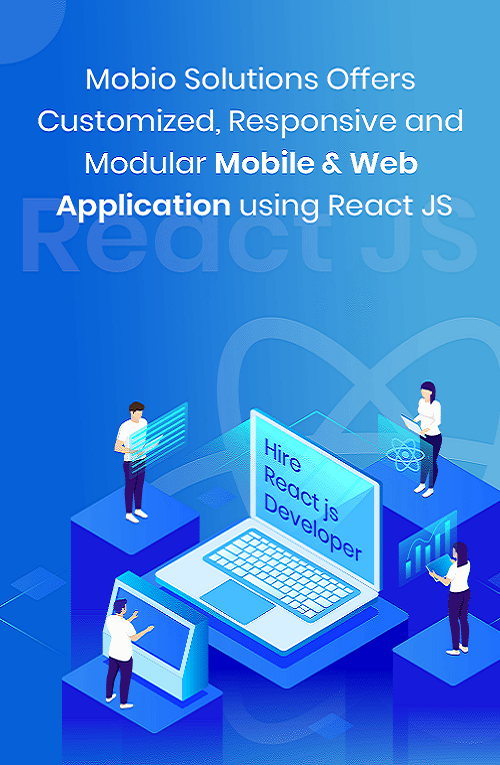 Mobio Solutions Offers
Customized, Responsive and
Modular Mobile & Web
Application using React JS
React JS
Hire
React js
Developer